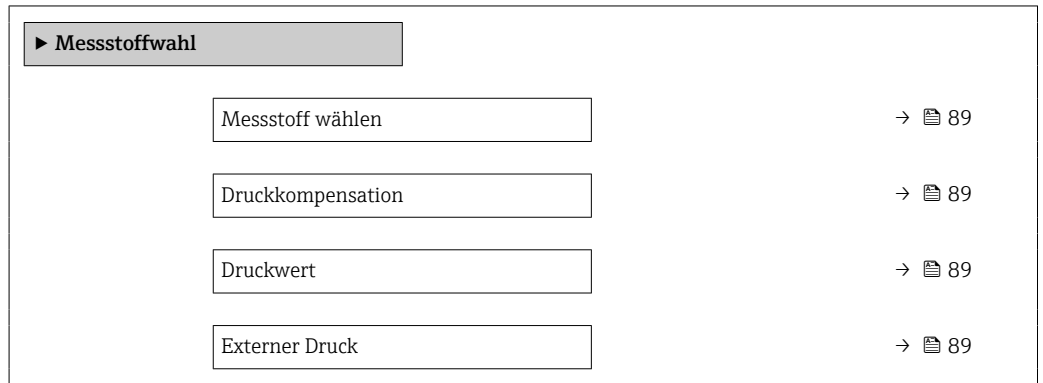 ▶ Messstoffwahl
Messstoff wählen → 89
Druckkompensation → 89
Druckwert → 89
Externer Druck → 89